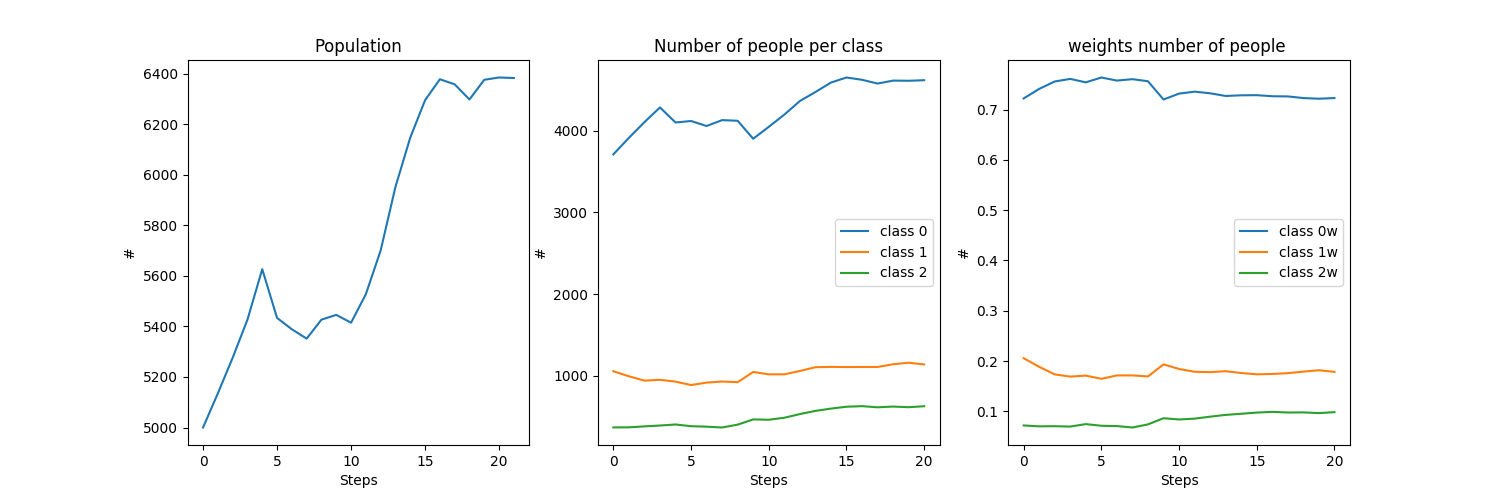 Population
6400
6200
6000
5800
5600
5400
5200
5000
#
0 5 10 15 20
Steps
Number of people per class
4000
3000
2000
1000
#
class 0
class 1
class 2
0 5 10 15 20
Steps
weights number of people
0.7
0.6
0.5
0.4
0.3
0.2
0.1
#
class 0w
class 1w
class 2w
0 5 10 15 20
Steps